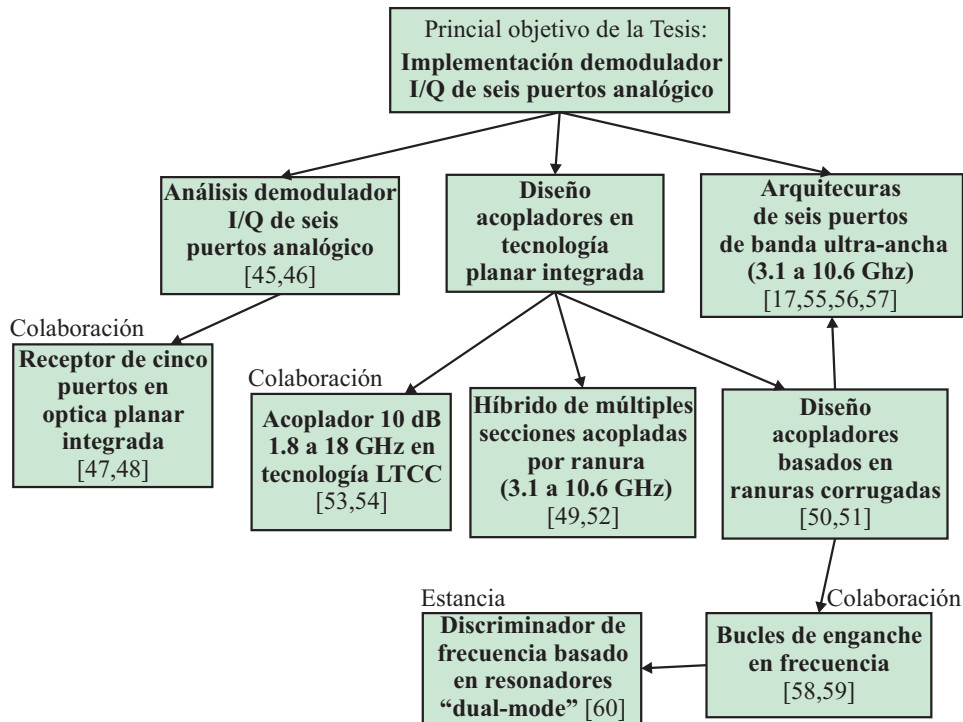 Princial objetivo de la Tesis:
Implementación demodulador
I/Q de seis puertos analógico
Análisis demodulador
I/Q de seis
puertos analógico
[45,46]
Diseño
acopladores en
tecnología
planar integrada
Arquitecuras
de seis puertos
de banda ultra-ancha
(3.1 a 10.6 Ghz)
[17,55,56,57]
Colaboración
Receptor de cinco
puertos en
optica planar
integrada
[47,48]
Colaboración
Acoplador 10 dB
1.8 a 18 GHz en
tecnología LTCC
[53,54]
Híbrido de múltiples
secciones acopladas
por ranura
(3.1 a 10.6 GHz)
[49,52]
Diseño
acopladores
basados en
ranuras corrugadas
[50,51]
Estancia
Discriminador de
frecuencia basado
en resonadores
“dual-mode” [60]
Colaboración
Bucles de enganche
en frecuencia
[58,59]